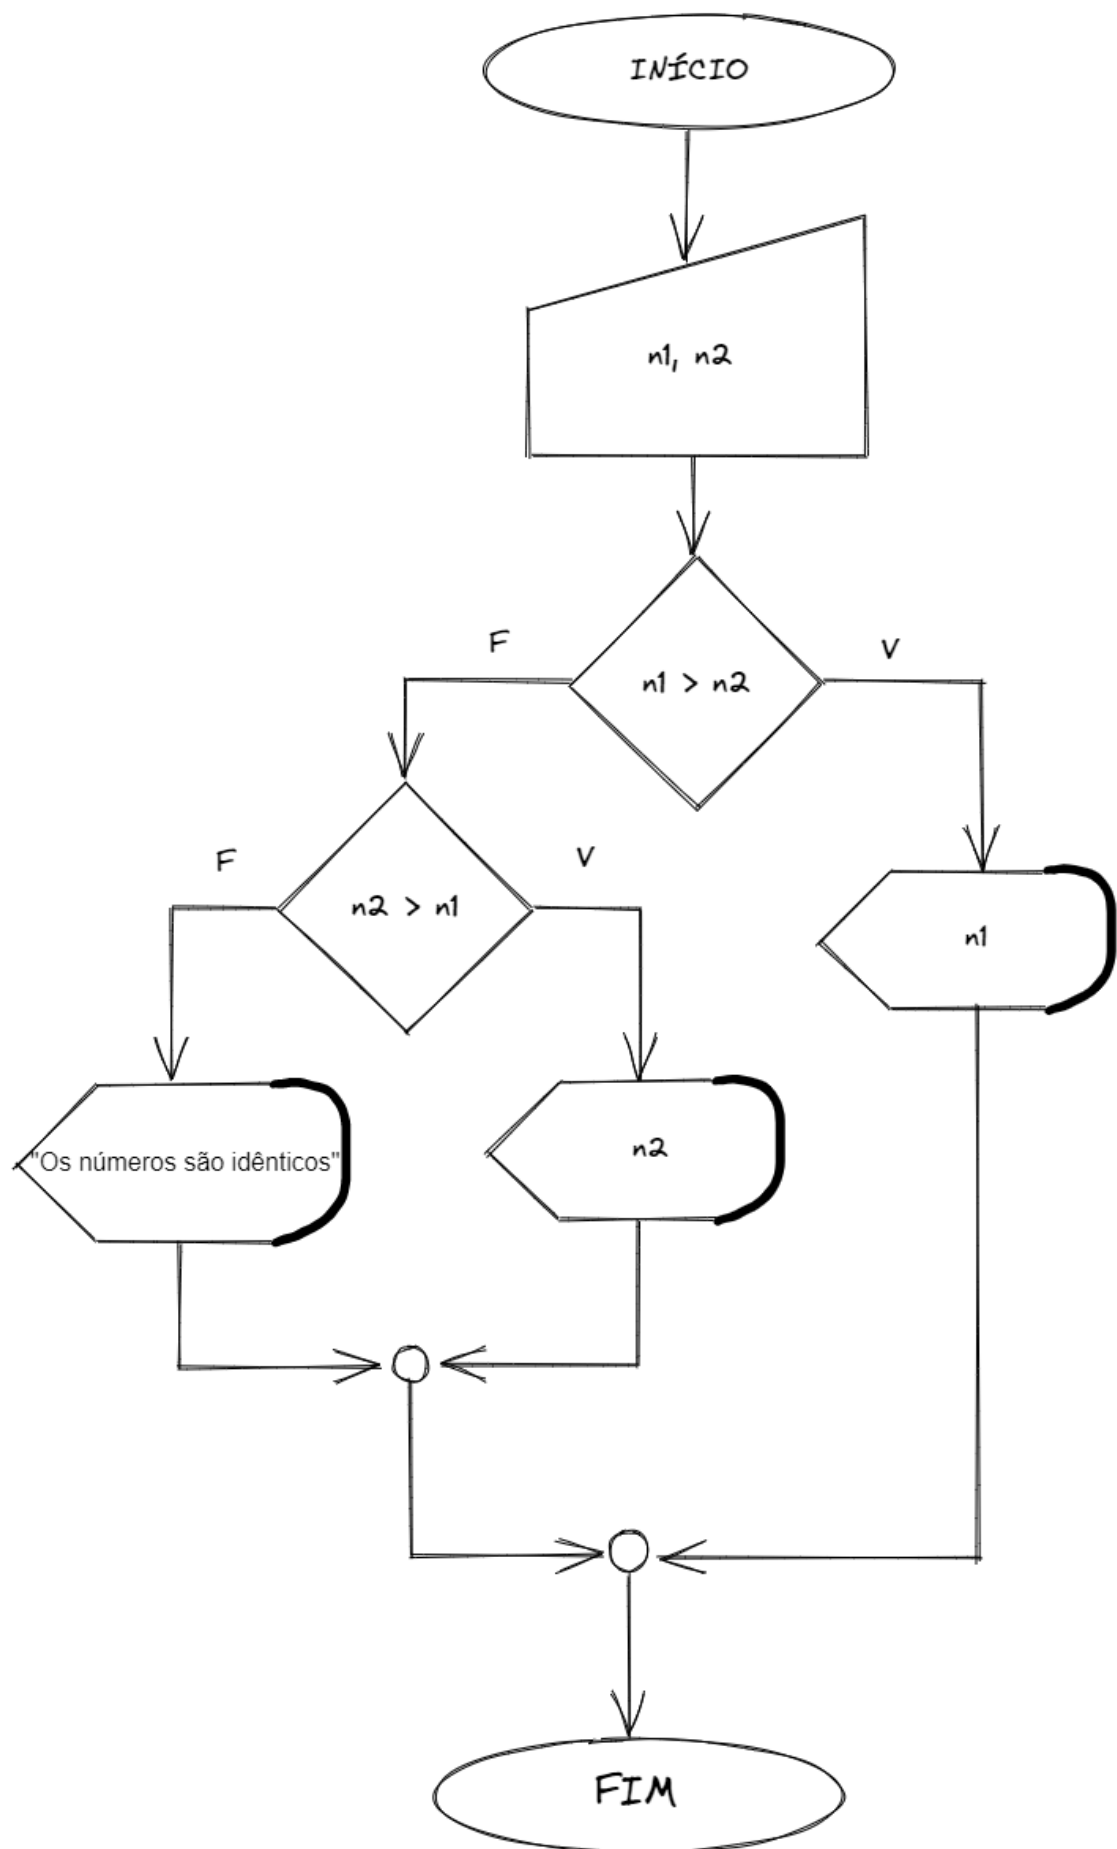 INÍCIO
n1, n2
F
V
n1 > n2
F
V
n2 > n1
n1
"Os números são idênticos"
n2
FIM